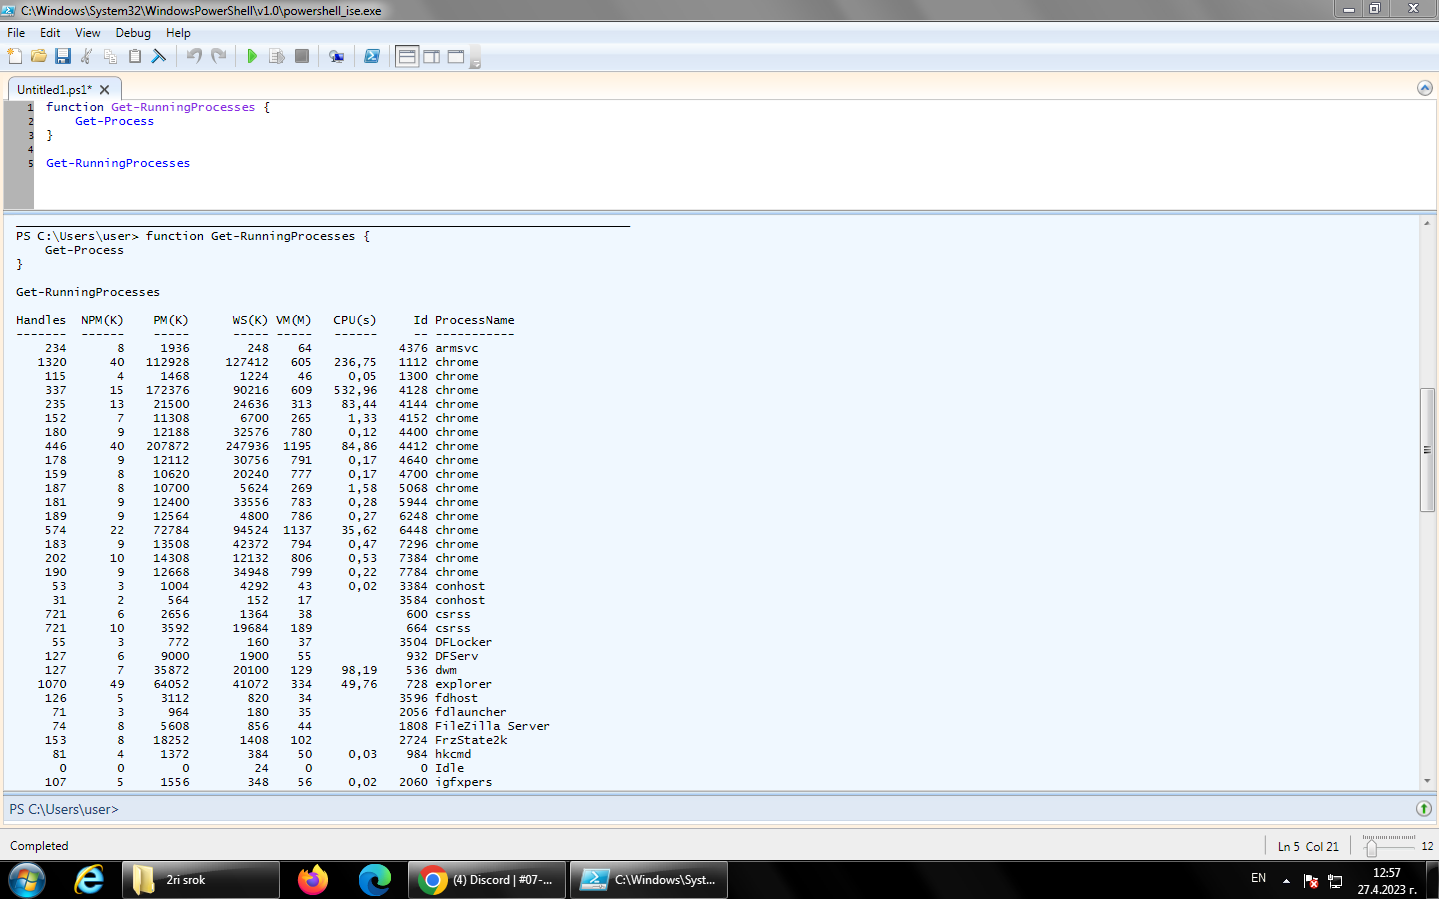 C:\Windows\System32\WindowsPowerShell\v1.0\powershell_ise.exe
File Edit View Debug Help
Untitled1.ps1*
1 function Get-RunningProcesses {
2 Get-Process
3 }
4
5 Get-RunningProcesses
PS C:\Users\user> function Get-RunningProcesses {
Get-Process
}
Get-RunningProcesses
Handles NPM(K) PM(K) WS(K) VM(M) CPU(s) Id ProcessName
------- ------ ----- ----- ----- ------ -- -----------
234 8 1936 248 64 4376 armsvc
1320 40 112928 127412 605 236,75 1112 chrome
115 4 1468 1224 46 0,05 1300 chrome
337 15 172376 90216 609 532,96 4128 chrome
235 13 21500 24636 313 83,44 4144 chrome
152 7 11308 6700 265 1,33 4152 chrome
180 9 12188 32576 780 0,12 4400 chrome
446 40 207872 247936 1195 84,86 4412 chrome
178 9 12112 30756 791 0,17 4640 chrome
159 8 10620 20240 777 0,17 4700 chrome
187 8 10700 5624 269 1,58 5068 chrome
181 9 12400 33556 783 0,28 5944 chrome
189 9 12564 4800 786 0,27 6248 chrome
574 22 72784 94524 1137 35,62 6448 chrome
183 9 13508 42372 794 0,47 7296 chrome
202 10 14308 12132 806 0,53 7384 chrome
190 9 12668 34948 799 0,22 7784 chrome
53 3 1004 4292 43 0,02 3384 conhost
31 2 564 152 17 3584 conhost
721 6 2656 1364 38 600 csrss
721 10 3592 19684 189 664 csrss
55 3 772 160 37 3504 DFLocker
127 6 9000 1900 55 932 DFServ
127 7 35872 20100 129 98,19 536 dwm
1070 49 64052 41072 334 49,76 728 explorer
126 5 3112 820 34 3596 fdhost
71 3 964 180 35 2056 fdlauncher
74 8 5608 856 44 1808 FileZilla Server
153 8 18252 1408 102 2724 FrzState2k
81 4 1372 384 50 0,03 984 hkcmd
0 0 0 24 0 0 Idle
107 5 1556 348 56 0,02 2060 igfxpers
PS C:\Users\user>
Completed Ln 5 Col 21 12
2ri srok (4) Discord | #07-... C:\Windows\Syst... EN 12:57
27.4.2023 г.